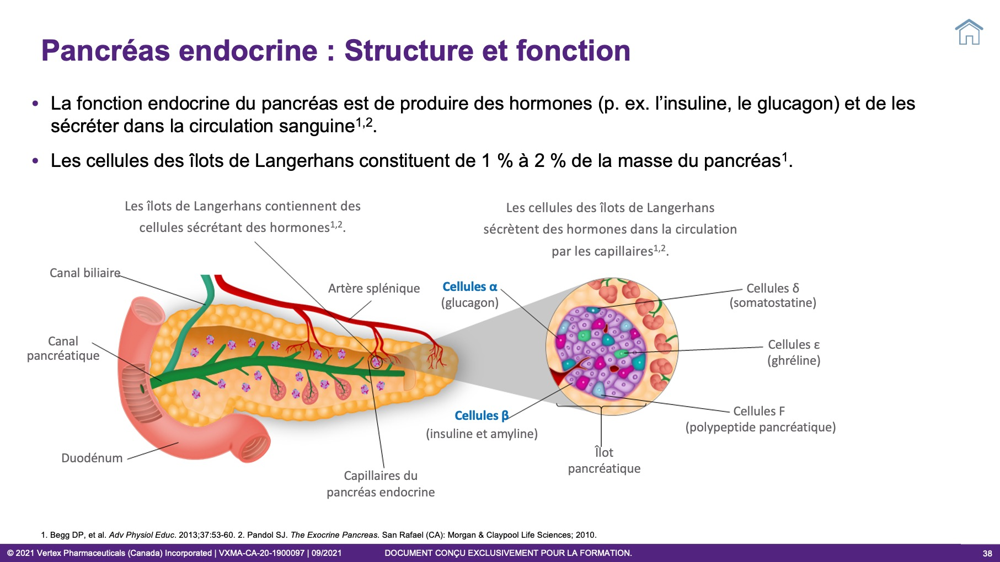 Pancréas endocrine : Structure et fonction
• La fonction endocrine du pancréas est de produire des hormones (p. ex. l’insuline, le glucagon) et de les
sécréter dans la circulation sanguine1,2.
• Les cellules des îlots de Langerhans constituent de 1 % à 2 % de la masse du pancréas1.
Les îlots de Langerhans contiennent des
cellules sécrétant des hormones1,2.
Les cellules des îlots de Langerhans
sécrètent des hormones dans la circulation
par les capillaires1,2.
Canal biliaire
Artère splénique
Cellules α
(glucagon)
Cellules δ
(somatostatine)
Canal
pancréatique
Cellules ε
(ghréline)
Cellules β
(insuline et amyline)
Cellules F
(polypeptide pancréatique)
Duodénum
Îlot
pancréatique
Capillaires du
pancréas endocrine
1. Begg DP, et al. Adv Physiol Educ. 2013;37:53-60. 2. Pandol SJ. The Exocrine Pancreas. San Rafael (CA): Morgan & Claypool Life Sciences; 2010.
© 2021 Vertex Pharmaceuticals (Canada) Incorporated | VXMA-CA-20-1900097 | 09/2021 DOCUMENT CONÇU EXCLUSIVEMENT POUR LA FORMATION. 38